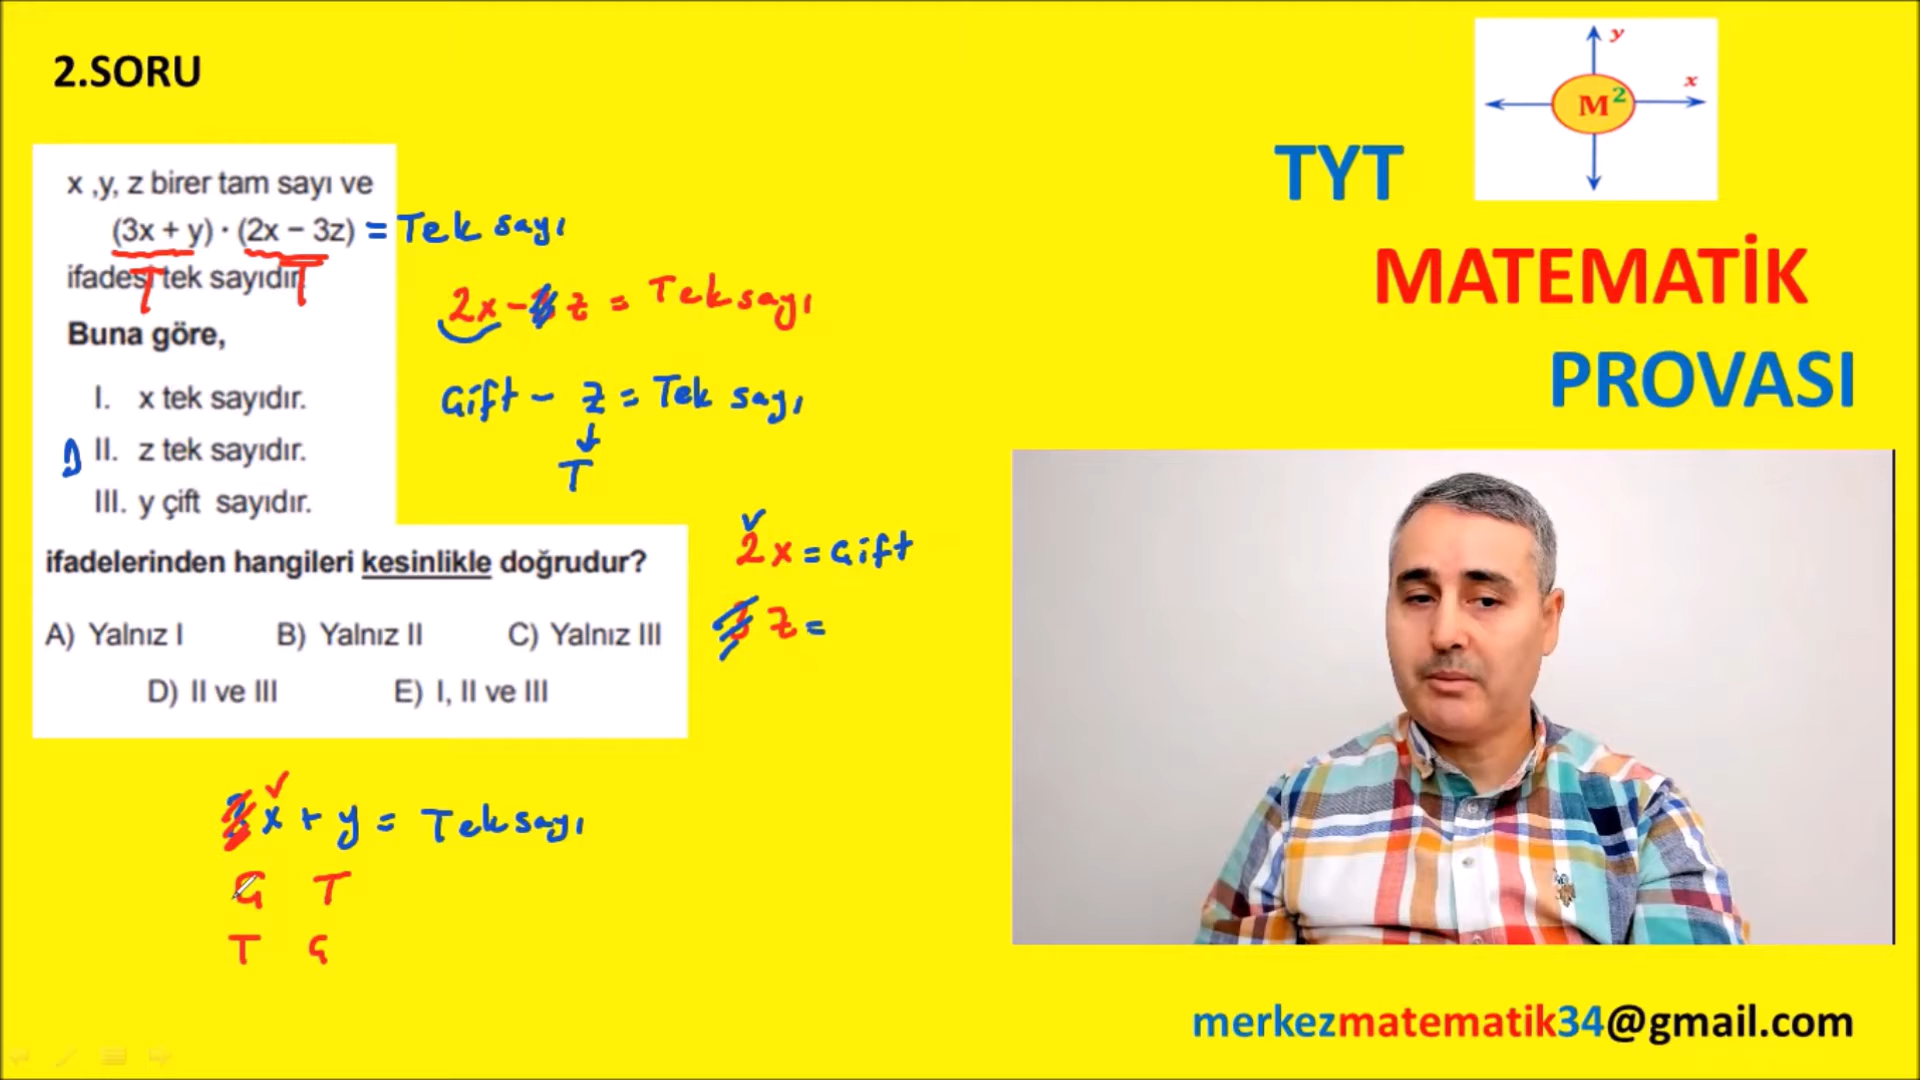 2.SORU
x ,y, z birer tam sayı ve
(3x + y) · (2x − 3z) = Tek sayı
ifadesi tek sayıdır.
T T
Buna göre,
I. x tek sayıdır.
D II. z tek sayıdır.
III. y çift sayıdır.
ifadelerinden hangileri kesinlikle doğrudur?
A) Yalnız I B) Yalnız II C) Yalnız III
D) II ve III E) I, II ve III
2x − 3z = Tek sayı
Çift − z = Tek sayı
T
2x = Çift
3z =
3x + y = Tek sayı
Ç T
T Ç
y
x
M2
TYT
MATEMATİK
PROVASI
merkezmatematik34@gmail.com